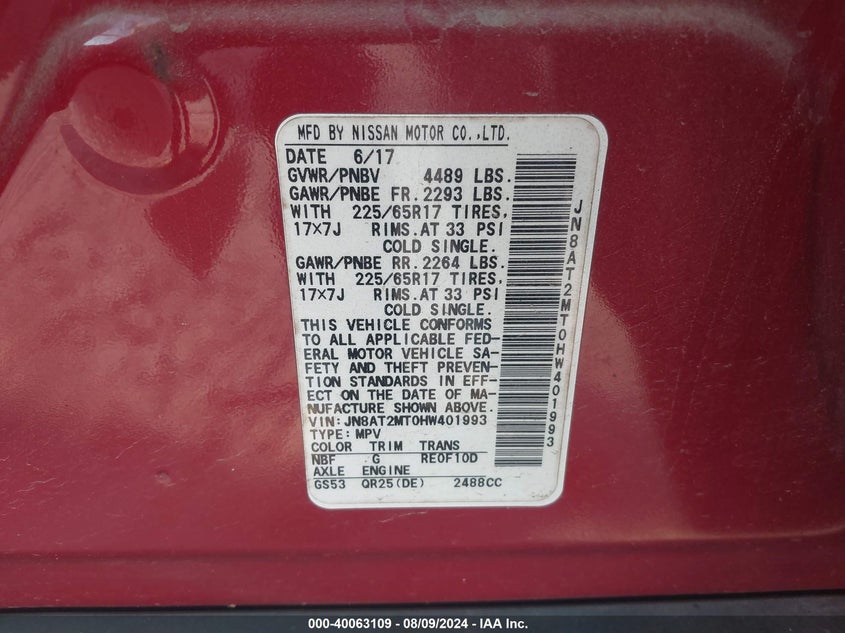 MFD BY NISSAN MOTOR CO.,LTD.
DATE 6/17
GVWR/PNBV 4489 LBS.
GAWR/PNBE FR. 2293 LBS.
WITH 225/65R17 TIRES,
17×7J RIMS.AT 33 PSI
COLD SINGLE.
GAWR/PNBE RR. 2264 LBS.
WITH 225/65R17 TIRES,
17×7J RIMS.AT 33 PSI
COLD SINGLE.
THIS VEHICLE CONFORMS
TO ALL APPLICABLE FED-
ERAL MOTOR VEHICLE SA-
FETY AND THEFT PREVEN-
TION STANDARDS IN EFF-
ECT ON THE DATE OF MA-
NUFACTURE SHOWN ABOVE.
VIN:JN8AT2MT0HW401993
TYPE:MPV
COLOR TRIM TRANS
NBF G RE0F10D
AXLE ENGINE
GS53 QR25(DE) 2488CC
JN8AT2MT0HW401993
000-40063109 - 08/09/2024 - IAA Inc.